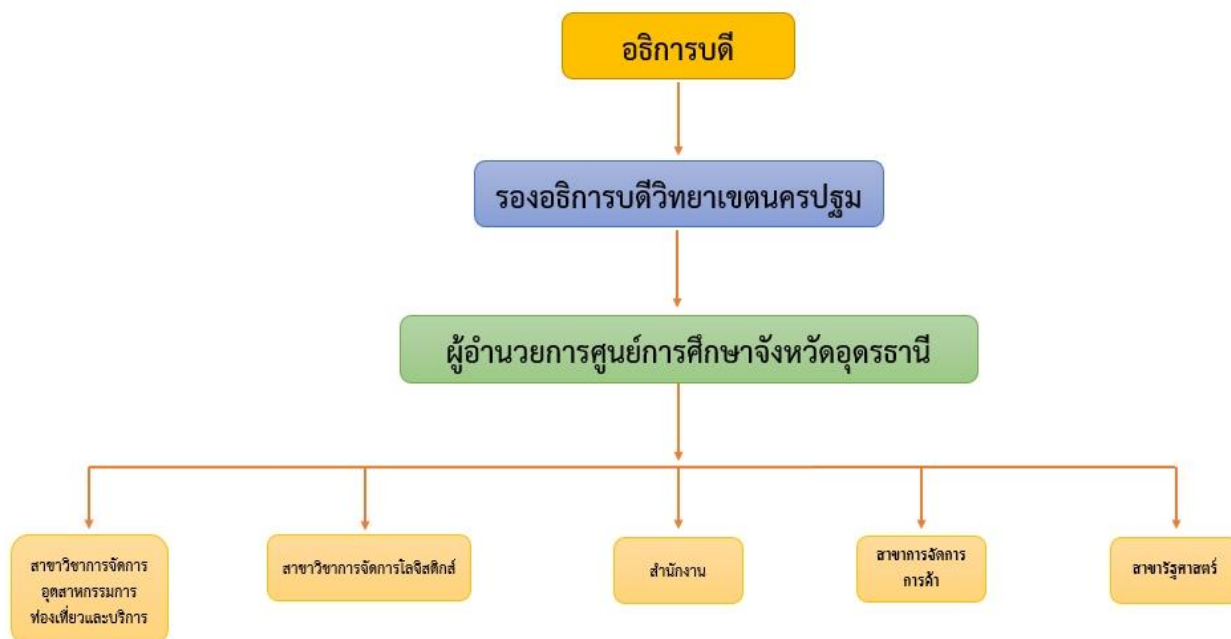 อธิการบดี
รองอธิการบดีวิทยาเขตนครปฐม
ผู้อำนวยการศูนย์การศึกษาจังหวัดอุดรธานี
สาขาวิชาการจัดการ
อุตสาหกรรมการ
ท่องเที่ยวและบริการ
สาขาวิชาการจัดการโลจิสติกส์
สำนักงาน
สาขาการจัดการ
การค้า
สาขารัฐศาสตร์